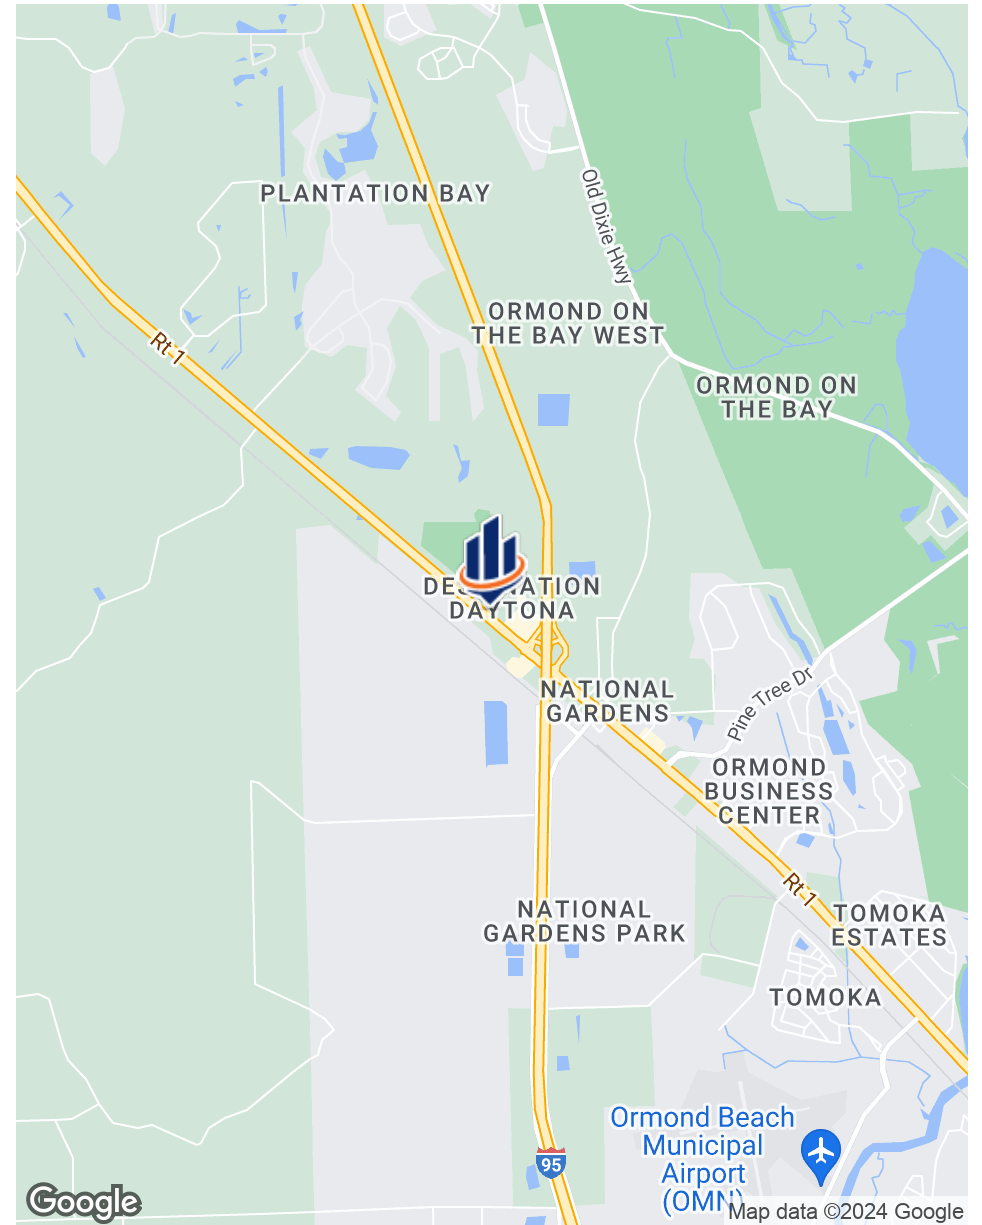 Old Dixie Hwy
PLANTATION BAY
ORMOND ON
THE BAY WEST
Rt 1
ORMOND ON
THE BAY
DAYTONA
NATIONAL
GARDENS
Pine Tree Dr
ORMOND
BUSINESS
CENTER
Rt 1
NATIONAL
GARDENS PARK
TOMOKA
ESTATES
TOMOKA
Ormond Beach
Municipal
Airport
(OMN)
95
Google
Map data ©2024 Google